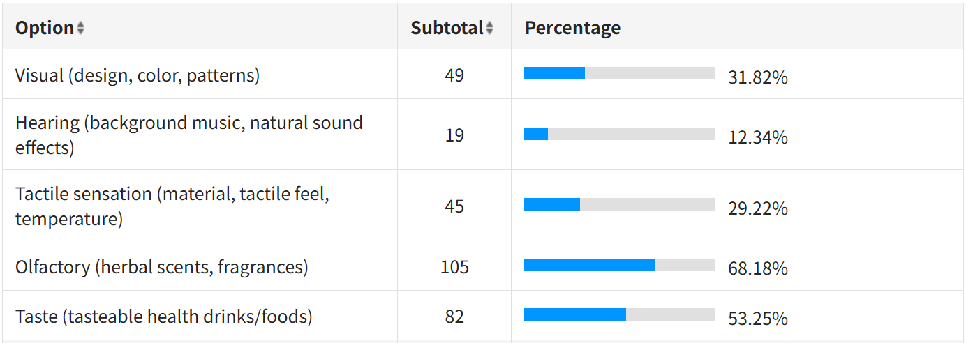 Option Subtotal Percentage
Visual (design, color, patterns) 49 31.82%
Hearing (background music, natural sound
effects) 19 12.34%
Tactile sensation (material, tactile feel,
temperature) 45 29.22%
Olfactory (herbal scents, fragrances) 105 68.18%
Taste (tasteable health drinks/foods) 82 53.25%